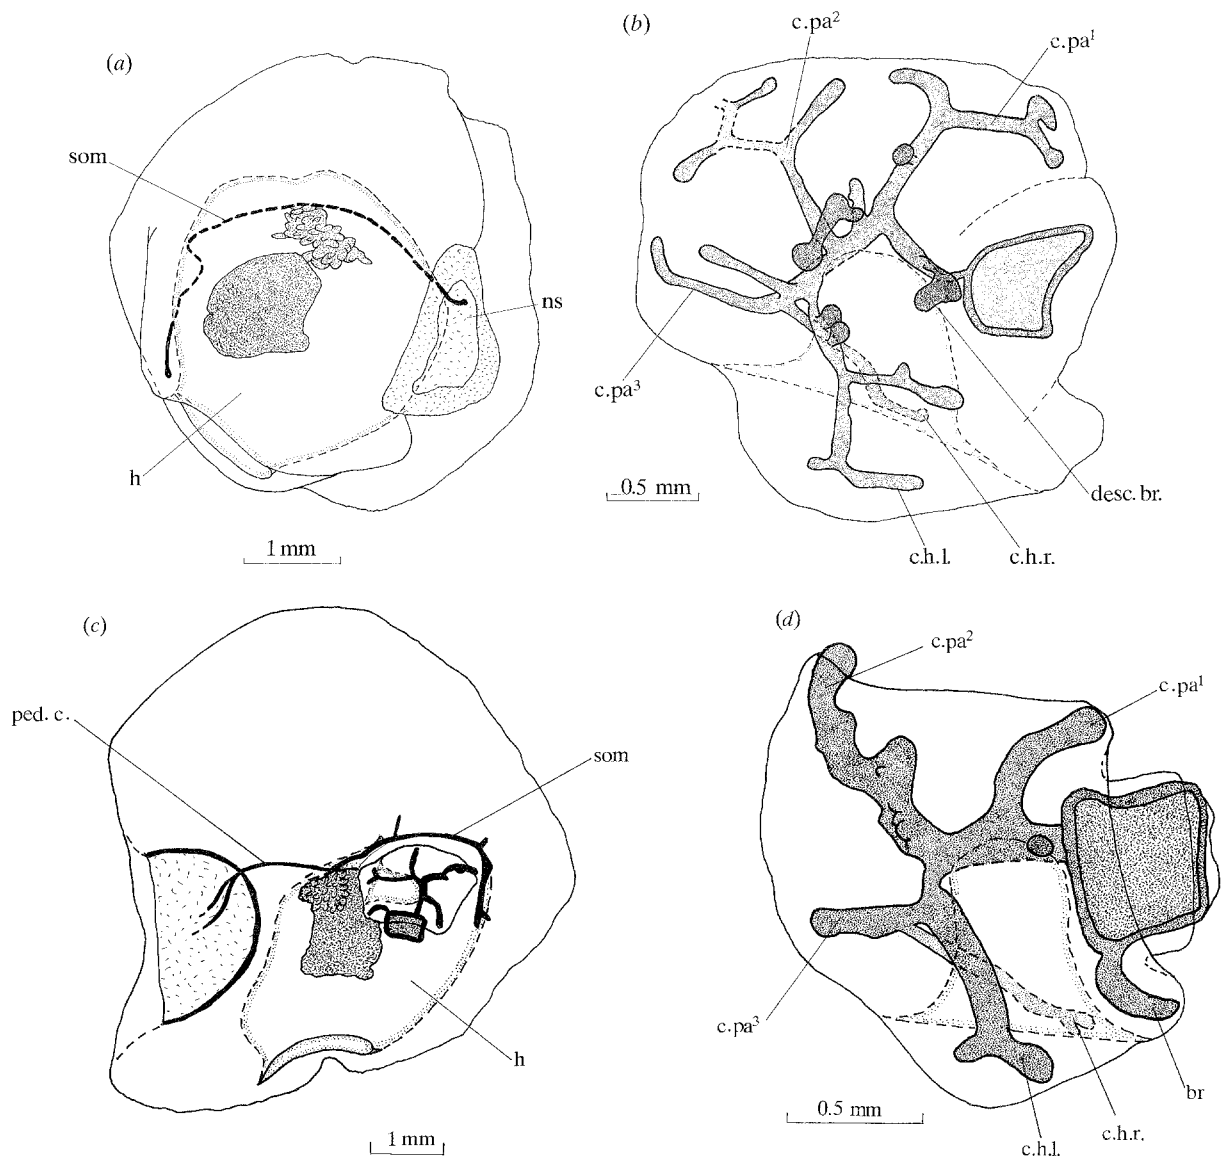 (a)
som
ns
h
1 mm
(b)
c.pa²
c.pa¹
c.pa³
0.5 mm
desc. br.
c.h.l.
c.h.r.
(c)
ped. c.
som
h
1 mm
(d)
c.pa²
c.pa¹
c.pa³
br
0.5 mm
c.h.r.
c.h.l.